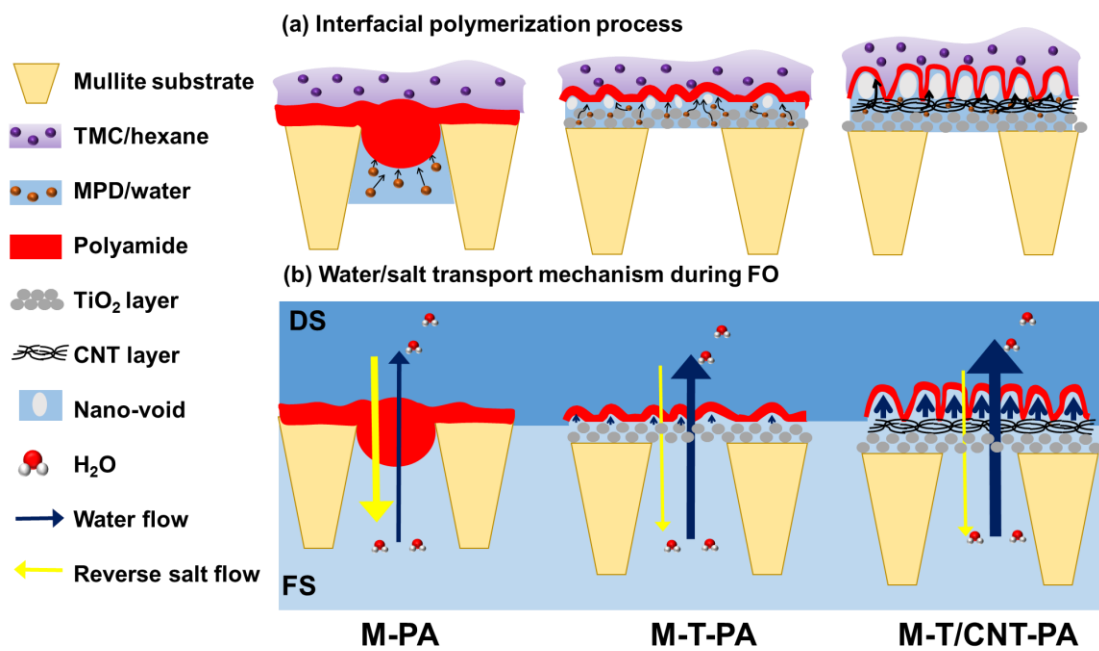 (a) Interfacial polymerization process
Mullite substrate
TMC/hexane
MPD/water
Polyamide
TiO₂ layer
CNT layer
Nano-void
H₂O
Water flow
Reverse salt flow
(b) Water/salt transport mechanism during FO
DS
FS
M-PA
M-T-PA
M-T/CNT-PA